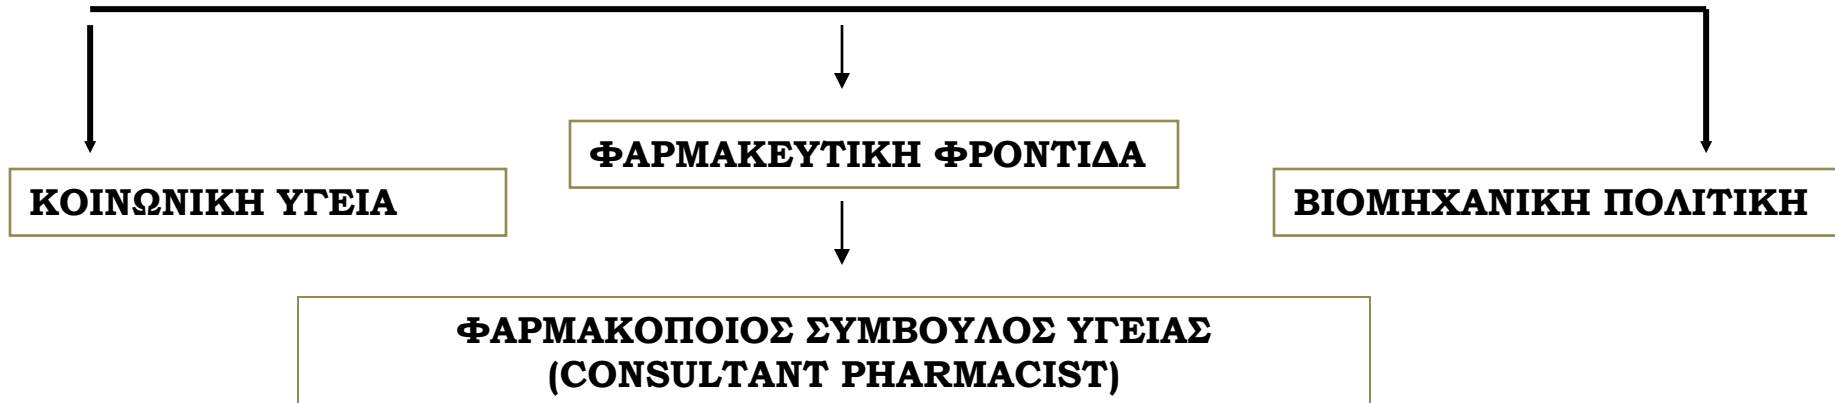 ΦΑΡΜΑΚΕΥΤΙΚΗ ΦΡΟΝΤΙΔΑ
ΚΟΙΝΩΝΙΚΗ ΥΓΕΙΑ
ΒΙΟΜΗΧΑΝΙΚΗ ΠΟΛΙΤΙΚΗ
ΦΑΡΜΑΚΟΠΟΙΟΣ ΣΥΜΒΟΥΛΟΣ ΥΓΕΙΑΣ
(CONSULTANT PHARMACIST)